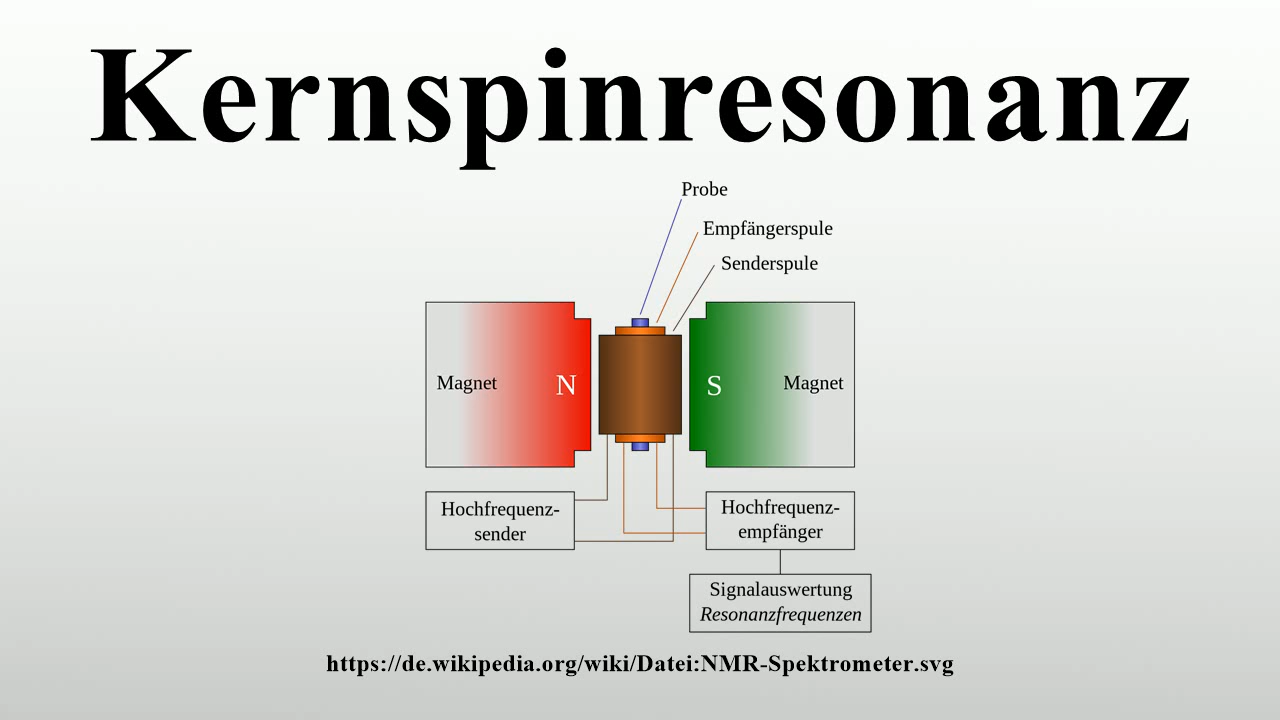 Kernspinresonanz
Probe
Empfängerspule
Senderspule
Magnet
N
S
Magnet
Hochfrequenz-
sender
Hochfrequenz-
empfänger
Signalauswertung
Resonanzfrequenzen
https://de.wikipedia.org/wiki/Datei:NMR-Spektrometer.svg